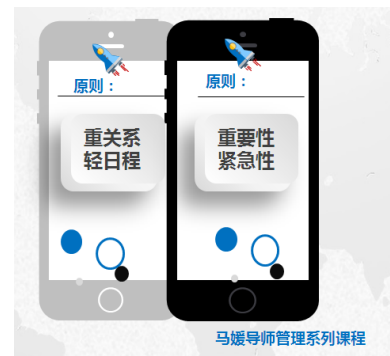 原则：
重关系
轻日程
原则：
重要性
紧急性
马媛导师管理系列课程